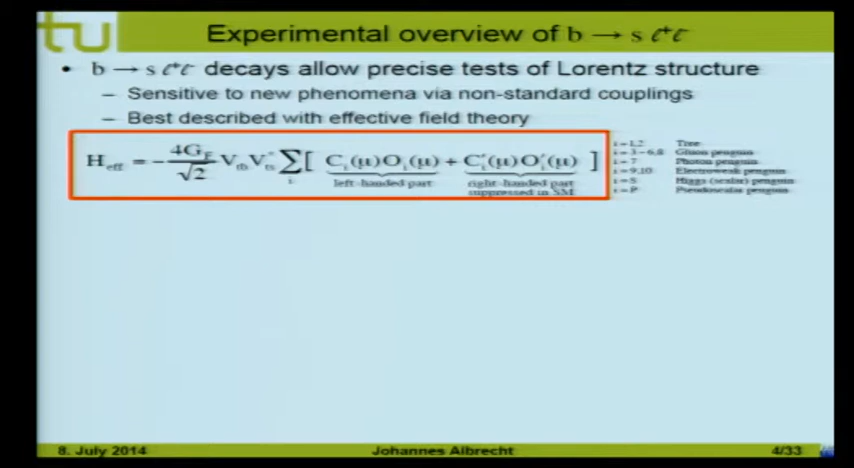 tu
Experimental overview of b → s ℓ⁺ℓ⁻
• b → s ℓ⁺ℓ⁻ decays allow precise tests of Lorentz structure
– Sensitive to new phenomena via non-standard couplings
– Best described with effective field theory
H_eff = − 4G_F/√2 V_tb V_ts* Σ_i [ C_i(μ)O_i(μ) + C'_i(μ)O'_i(μ) ]
left-handed part
right-handed part
suppressed in SM
i = 1,2 Tree
i = 3–6,8 Gluon penguin
i = 7 Photon penguin
i = 9,10 Electroweak penguin
i = S Higgs (scalar) penguin
i = P Pseudoscalar penguin
8. July 2014 Johannes Albrecht 4/33